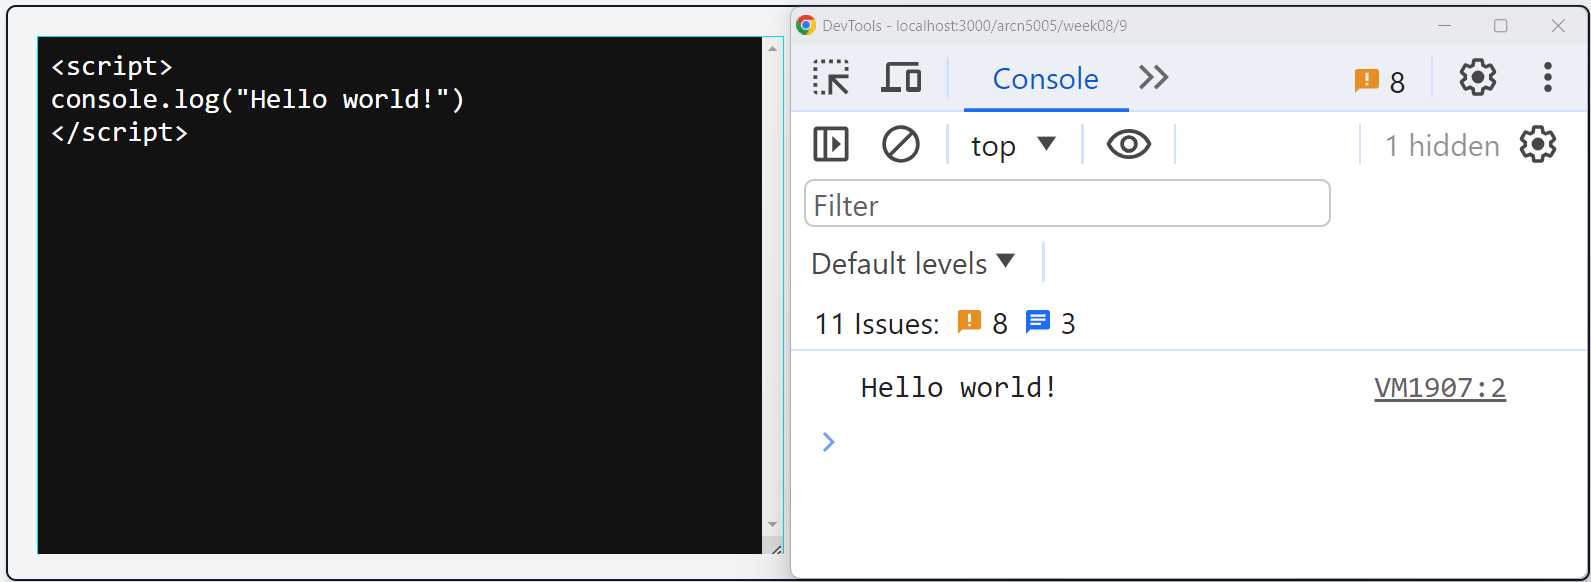 <script>
console.log("Hello world!")
</script>
DevTools - localhost:3000/arcn5005/week08/9
Console
8
top
1 hidden
Filter
Default levels
11 Issues: 8 3
Hello world! VM1907:2